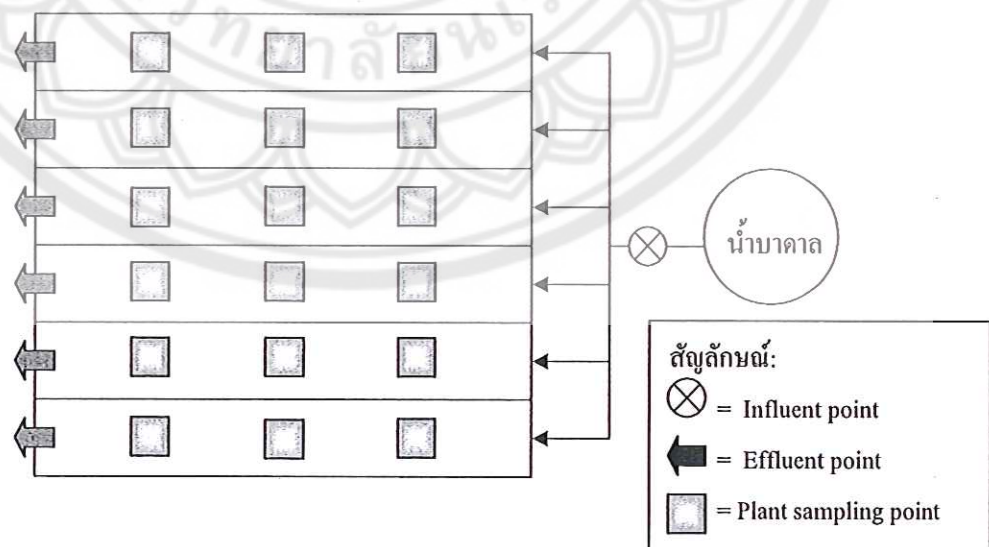 น้ำบาดาล
สัญลักษณ์:
= Influent point
= Effluent point
= Plant sampling point